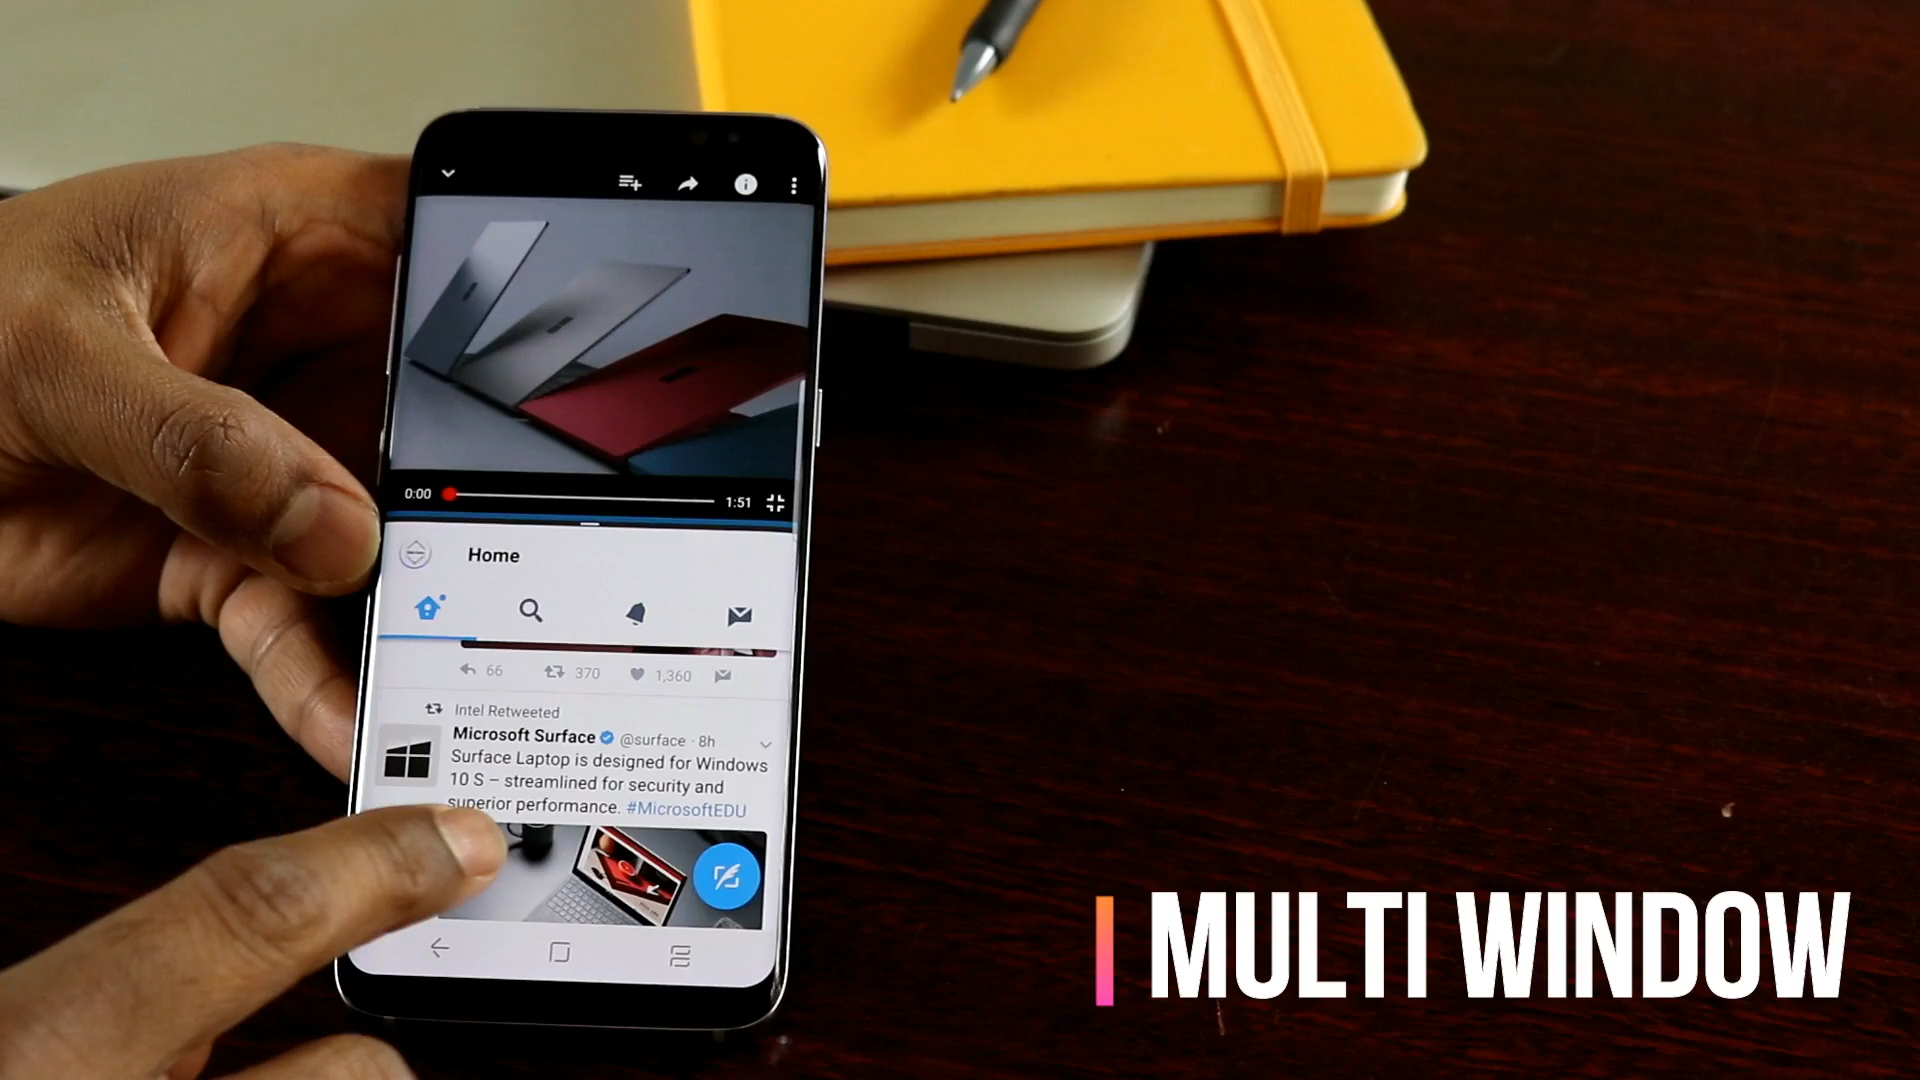 0:00
1:51
Home
66 370 1,360
Intel Retweeted
Microsoft Surface @surface · 8h
Surface Laptop is designed for Windows
10 S – streamlined for security and
superior performance. #MicrosoftEDU
MULTI WINDOW